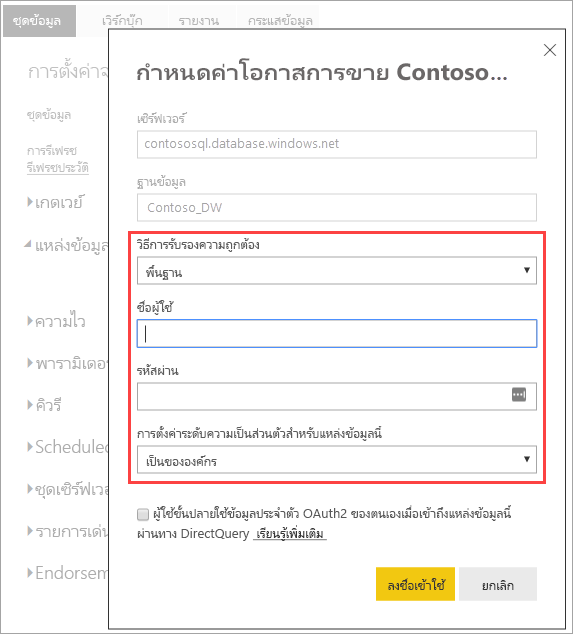 ชุดข้อมูล เวิร์กบุ๊ก รายงาน กระแสข้อมูล
การตั้งค่าจ
ชุดข้อมูล
การรีเฟรช
รีเฟรชประวัติ
เกตเวย์
แหล่งข้อมูล
ความไว
พารามิเตอร
คิวรี
Scheduled
ชุดเซิร์ฟเวอ
รายการเด่น
Endorsem
กำหนดค่าโอกาสการขาย Contoso...
เซิร์ฟเวอร์
contososql.database.windows.net
ฐานข้อมูล
Contoso_DW
วิธีการรับรองความถูกต้อง
พื้นฐาน
ชื่อผู้ใช้
รหัสผ่าน
การตั้งค่าระดับความเป็นส่วนตัวสำหรับแหล่งข้อมูลนี้
เป็นขององค์กร
ผู้ใช้ขั้นปลายใช้ข้อมูลประจำตัว OAuth2 ของตนเองเมื่อเข้าถึงแหล่งข้อมูลนี้
ผ่านทาง DirectQuery เรียนรู้เพิ่มเติม
ลงชื่อเข้าใช้ ยกเลิก